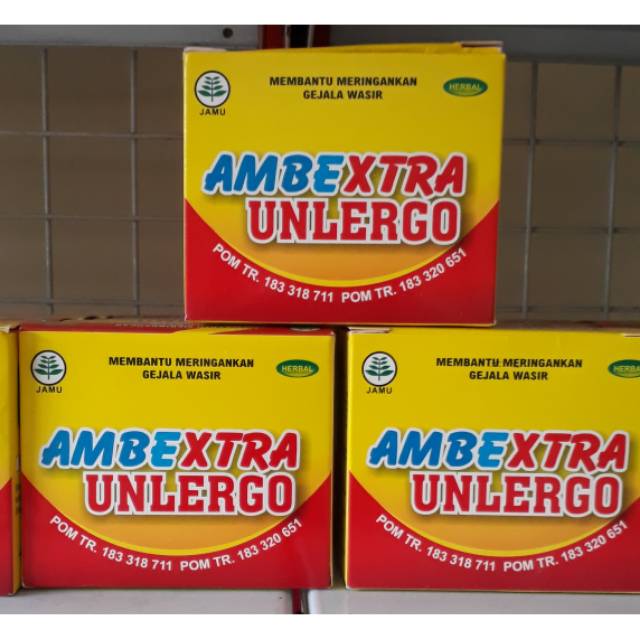 MEMBANTU MERINGANKAN
GEJALA WASIR
HERBAL
JAMU
AMBEXTRA
UNLERGO
POM TR. 183 318 711 POM TR. 183 320 651
MEMBANTU MERINGANKAN
GEJALA WASIR
HERBAL
JAMU
AMBEXTRA
UNLERGO
POM TR. 183 318 711 POM TR. 183 320 651
MEMBANTU MERINGANKAN
GEJALA WASIR
HERBAL
JAMU
AMBEXTRA
UNLERGO
POM TR. 183 318 711 POM TR. 183 320 651